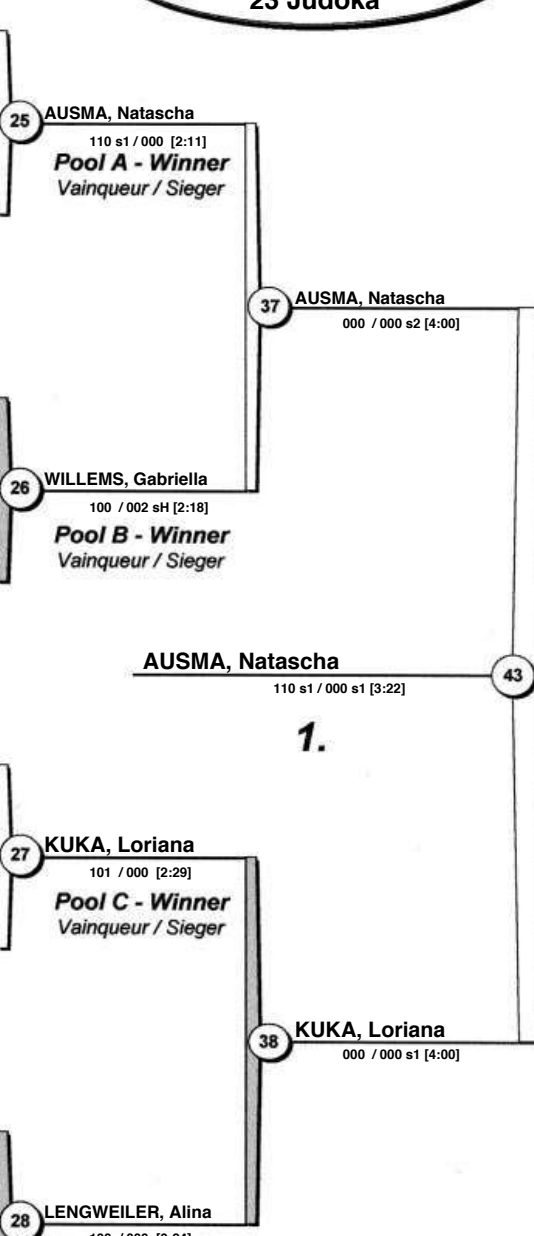 23 Judoka
25
AUSMA, Natascha
110 s1 / 000 [2:11]
Pool A - Winner
Vainqueur / Sieger
37
AUSMA, Natascha
000 / 000 s2 [4:00]
26
WILLEMS, Gabriella
100 / 002 sH [2:18]
Pool B - Winner
Vainqueur / Sieger
AUSMA, Natascha
43
110 s1 / 000 s1 [3:22]
1.
27
KUKA, Loriana
101 / 000 [2:29]
Pool C - Winner
Vainqueur / Sieger
38
KUKA, Loriana
000 / 000 s1 [4:00]
28
LENGWEILER, Alina